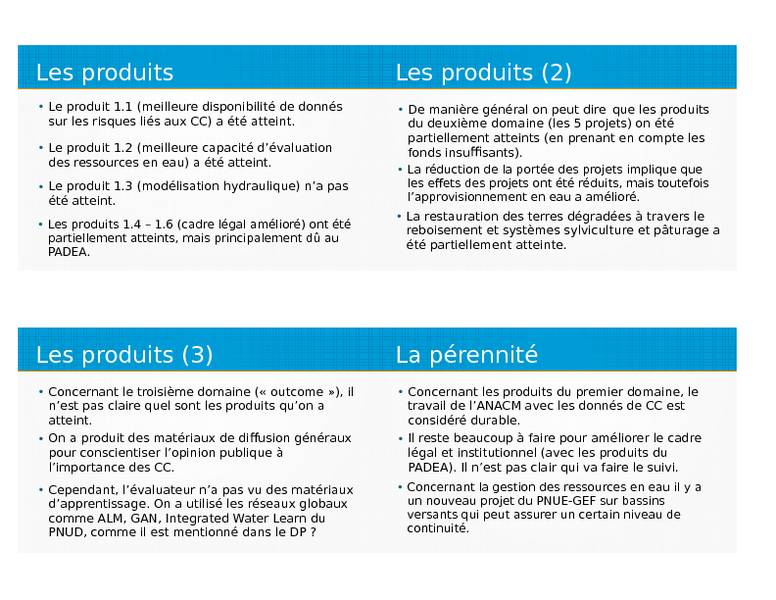 Les produits
• Le produit 1.1 (meilleure disponibilité de donnés
sur les risques liés aux CC) a été atteint.
• Le produit 1.2 (meilleure capacité d’évaluation
des ressources en eau) a été atteint.
• Le produit 1.3 (modélisation hydraulique) n’a pas
été atteint.
• Les produits 1.4 – 1.6 (cadre légal amélioré) ont été
partiellement atteints, mais principalement dû au
PADEA.
Les produits (2)
• De manière général on peut dire que les produits
du deuxième domaine (les 5 projets) on été
partiellement atteints (en prenant en compte les
fonds insuffisants).
• La réduction de la portée des projets implique que
les effets des projets ont été réduits, mais toutefois
l’approvisionnement en eau a amélioré.
• La restauration des terres dégradées à travers le
reboisement et systèmes sylviculture et pâturage a
été partiellement atteinte.
Les produits (3)
• Concernant le troisième domaine (« outcome »), il
n’est pas claire quel sont les produits qu’on a
atteint.
• On a produit des matériaux de diffusion généraux
pour conscientiser l’opinion publique à
l’importance des CC.
• Cependant, l’évaluateur n’a pas vu des matériaux
d’apprentissage. On a utilisé les réseaux globaux
comme ALM, GAN, Integrated Water Learn du
PNUD, comme il est mentionné dans le DP ?
La pérennité
• Concernant les produits du premier domaine, le
travail de l’ANACM avec les donnés de CC est
considéré durable.
• Il reste beaucoup à faire pour améliorer le cadre
légal et institutionnel (avec les produits du
PADEA). Il n’est pas clair qui va faire le suivi.
• Concernant la gestion des ressources en eau il y a
un nouveau projet du PNUE-GEF sur bassins
versants qui peut assurer un certain niveau de
continuité.